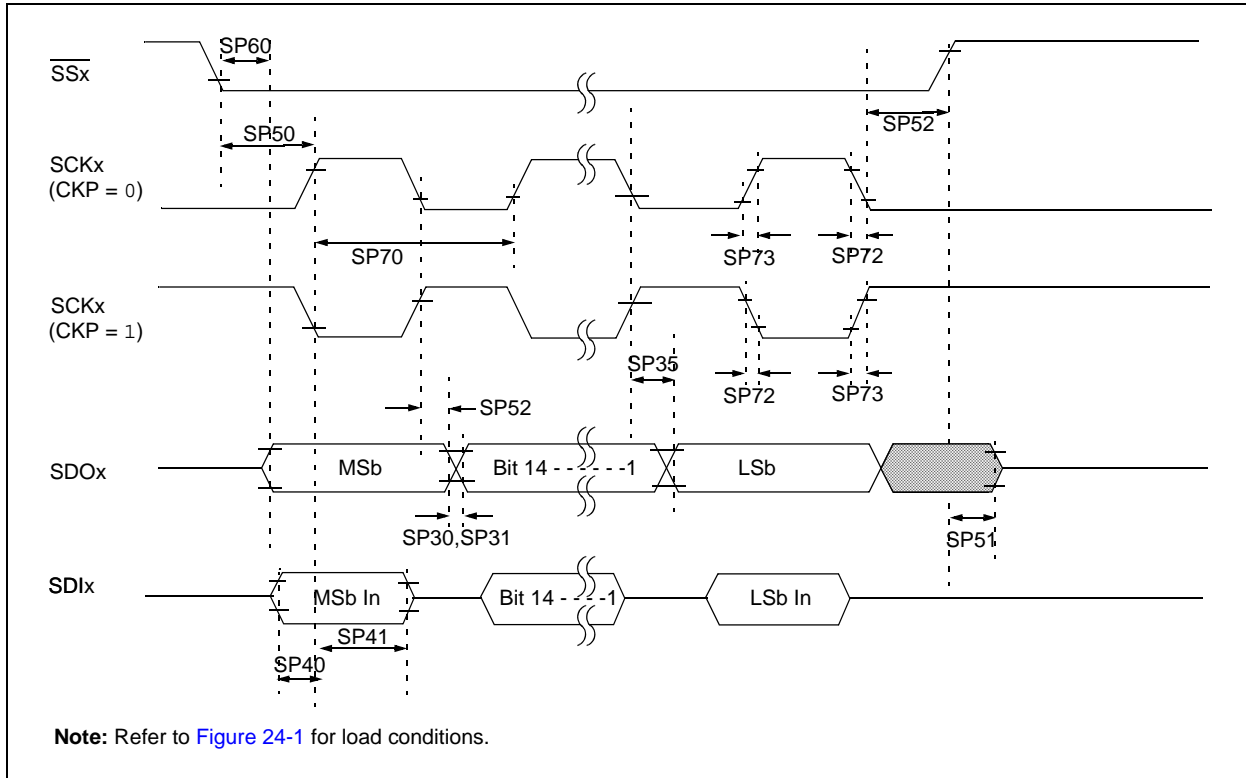 SP60
SSx
SP50
SP52
SCKx
(CKP = 0)
SP70
SP73
SP72
SCKx
(CKP = 1)
SP35
SP72
SP73
SP52
SDOx
MSb
Bit 14 - - - - - -1
LSb
SP30,SP31
SP51
SDIx
MSb In
Bit 14 - - - -1
LSb In
SP41
SP40
Note: Refer to Figure 24-1 for load conditions.